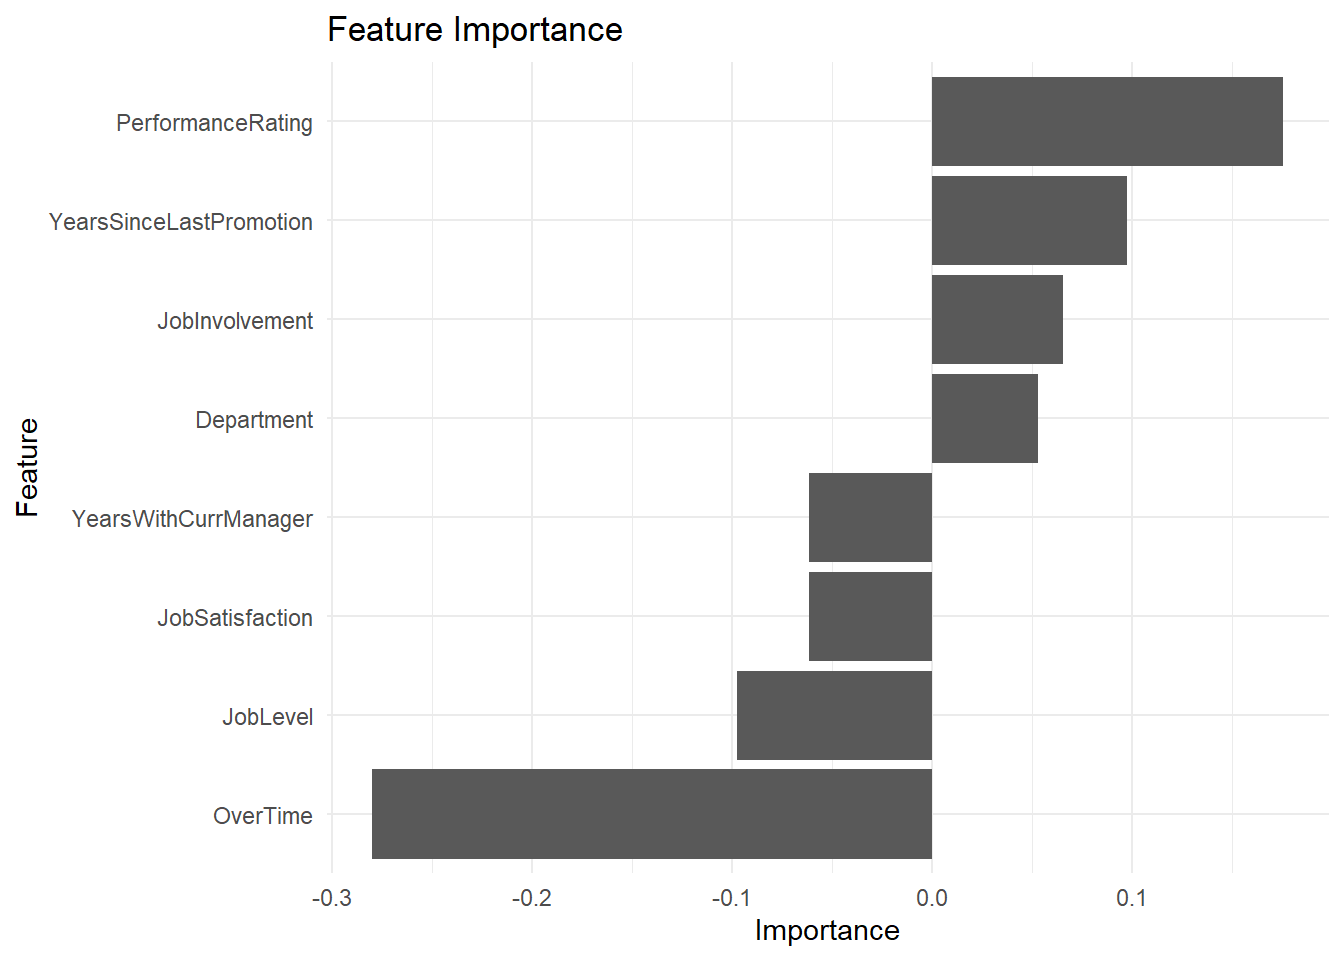 Feature Importance
PerformanceRating
YearsSinceLastPromotion
JobInvolvement
Department
Feature
YearsWithCurrManager
JobSatisfaction
JobLevel
OverTime
-0.3 -0.2 -0.1 0.0 0.1
Importance